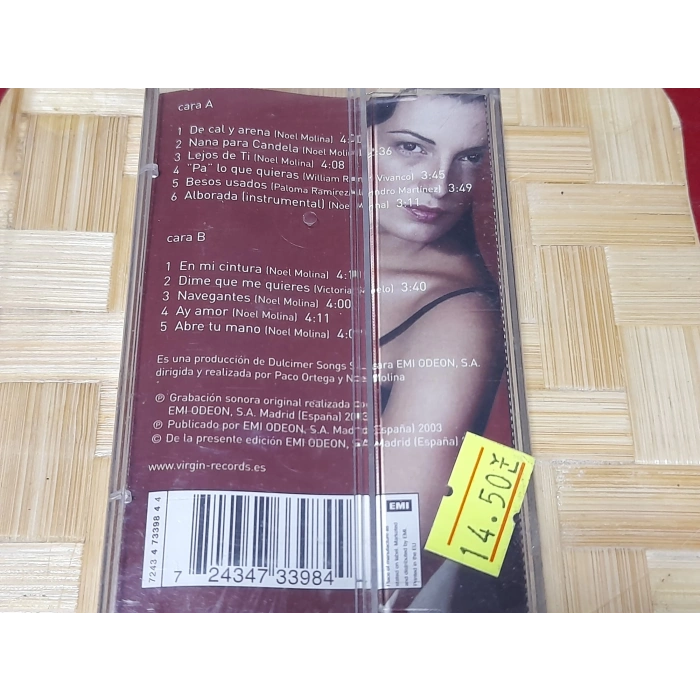 cara A
1 De cal y arena (Noel Molina)
2 Nana para Candela (Noel 3:36
3 Lejos de Ti (Noel Molina) 4:08
4 "Pa" lo que quieras (William Vivanco) 3:45
5 Besos usados (Paloma Ramírez Martínez) 3:49
6 Alborada (instrumental) 3:11
cara B
1 En mi cintura (Noel Molina)
2 Dime que me quieres 3:40
3 Navegantes (Noel Molina) 4:00
4 Ay amor (Noel Molina) 4:11
5 Abre tu mano (Noel Molina)
Es una producción de Dulcimer Songs para EMI ODEON, S.A.
dirigida y realizada por Paco Ortega y Molina
℗ Grabación sonora original realizada
EMI-ODEON, S.A. Madrid (España)
℗ Publicado por EMI ODEON, S.A. Madrid (España) 2003
© De la presente edición EMI ODEON, S.A. Madrid (España)
www.virgin-records.es
7243 4 73398 4 4
7 24347 33984
EMI
14.50